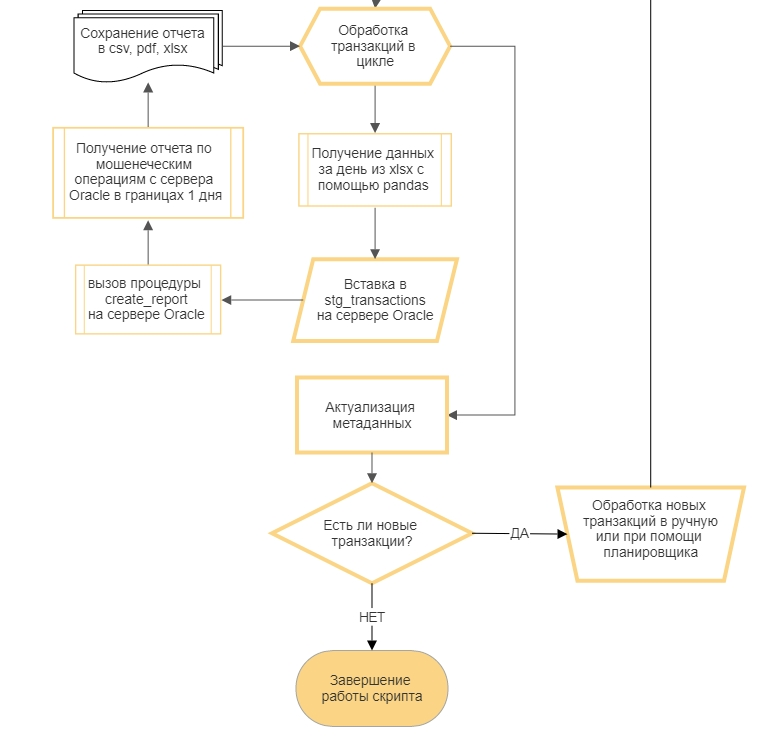 Сохранение отчета
в csv, pdf, xlsx
Обработка
транзакций в
цикле
Получение отчета по
мошенеческим
операциям с сервера
Oracle в границах 1 дня
Получение данных
за день из xlsx с
помощью pandas
вызов процедуры
create_report
на сервере Oracle
Вставка в
stg_transactions
на сервере Oracle
Актуализация
метаданных
Есть ли новые
транзакции?
ДА
Обработка новых
транзакций в ручную
или при помощи
планировщика
НЕТ
Завершение
работы скрипта